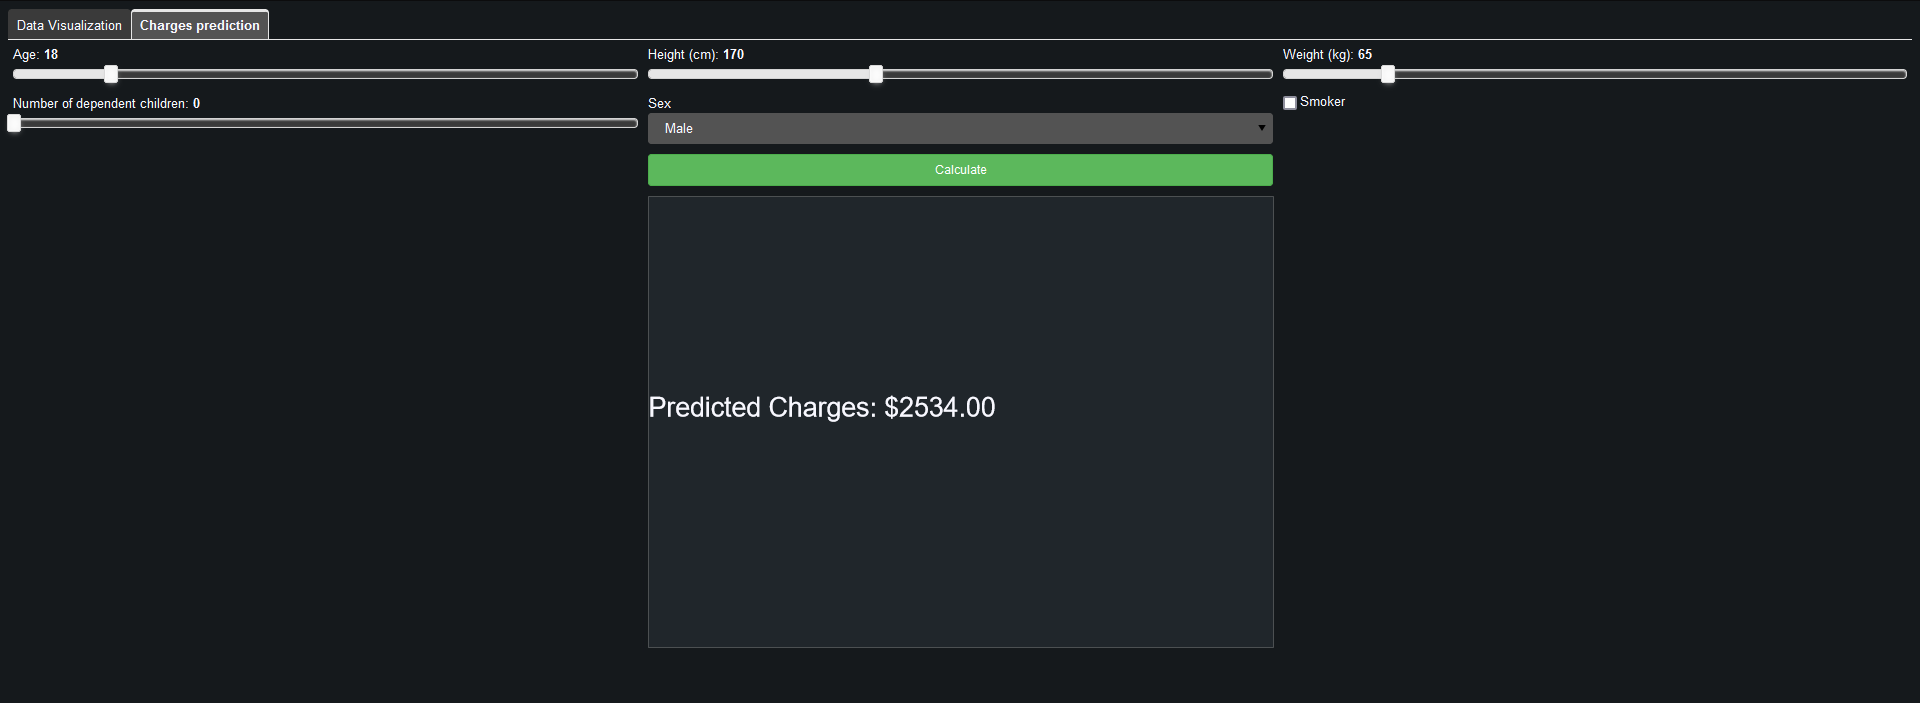 Data Visualization
Charges prediction
Age: 18
Height (cm): 170
Weight (kg): 65
Number of dependent children: 0
Sex
Smoker
Male
Calculate
Predicted Charges: $2534.00